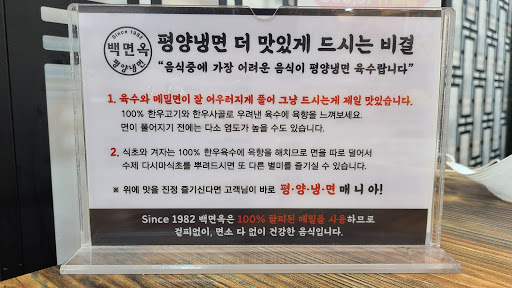 Since 1982
백면옥
평양냉면
평양냉면 더 맛있게 드시는 비결
“음식중에 가장 어려운 음식이 평양냉면 육수랍니다”
1. 육수와 메밀면이 잘 어우러지게 풀어 그냥 드시는게 제일 맛있습니다.
100% 한우고기와 한우사골로 우려낸 육수에 육향을 느껴보세요.
면이 풀어지기 전에는 다소 염도가 높을 수도 있습니다.
2. 식초와 겨자는 100% 한우육수에 육향을 해치므로 면을 따로 덜어서
수제 다시마식초를 뿌려드시면 또 다른 별미를 즐기실 수 있습니다.
※ 위에 맛을 진정 즐기신다면 고객님이 바로 평·양·냉·면 매니아!
Since 1982 백면옥은 100% 탈피된 메밀을 사용하므로
겉피없이, 면소다 없이 건강한 음식입니다.